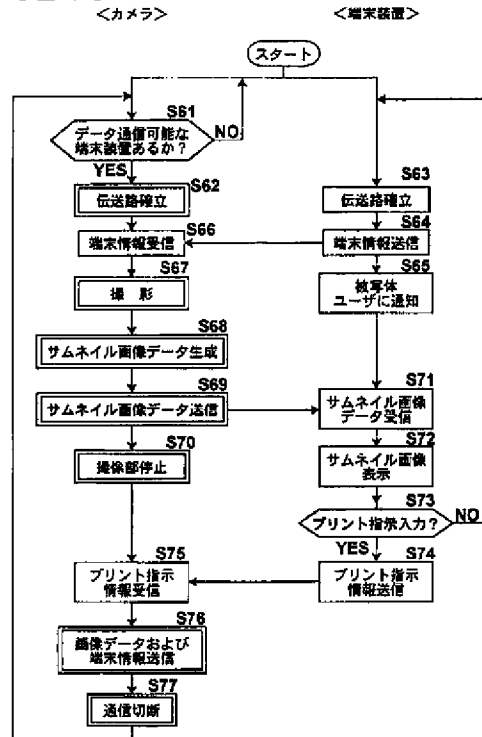 <カメラ>
<端末装置>
スタート
S61
データ通信可能な
端末装置あるか?
NO
YES
S62
伝送路確立
S63
伝送路確立
S64
端末情報送信
S66
端末情報受信
S65
被写体
ユーザに通知
S67
撮 影
S68
サムネイル画像データ生成
S69
サムネイル画像データ送信
S71
サムネイル画像
データ受信
S70
撮像部停止
S72
サムネイル画像
表示
S73
プリント指示入力?
NO
YES
S74
プリント指示
情報送信
S75
プリント指示
情報受信
S76
画像データおよび
端末情報送信
S77
通信切断